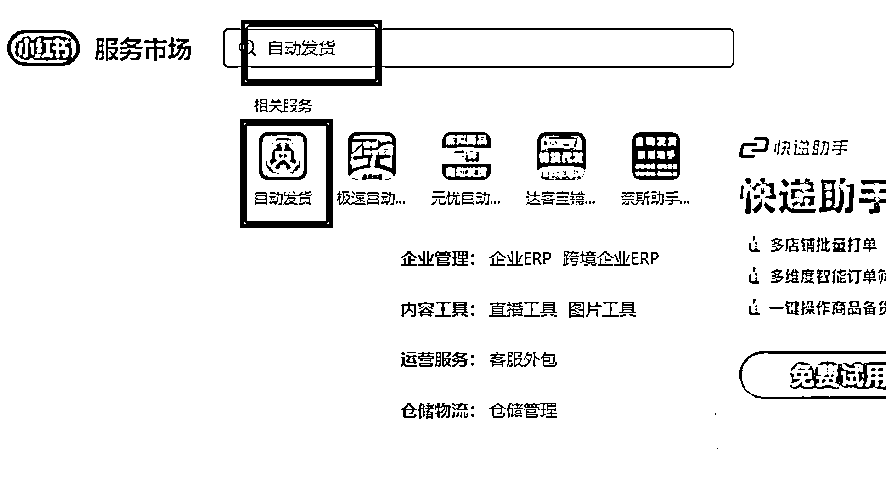 小红书 服务市场
自动发货
相关服务
自动发货 极速自动... 元忧自动... 达客宝铺... 奈斯助手...
企业管理： 企业ERP 跨境企业ERP
内容工具： 直播工具 图片工具
运营服务： 客服外包
仓储物流： 仓储管理
快递助手
快递助手
多店铺批量打单
多维度智能订单筛
一键操作商品备货
免费试用